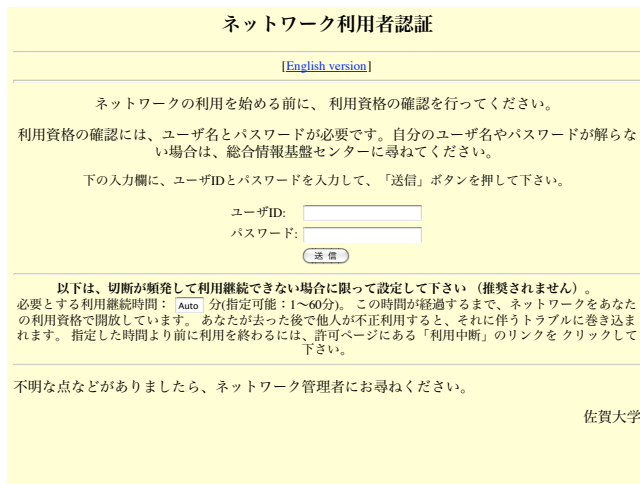 ネットワーク利用者認証
[English version]
ネットワークの利用を始める前に、 利用資格の確認を行ってください。
利用資格の確認には、ユーザ名とパスワードが必要です。自分のユーザ名やパスワードが解らな
い場合は、総合情報基盤センターに尋ねてください。
下の入力欄に、ユーザIDとパスワードを入力して、「送信」ボタンを押して下さい。
ユーザID:
パスワード:
送 信
以下は、切断が頻発して利用継続できない場合に限って設定して下さい （推奨されません）。
必要とする利用継続時間： Auto 分(指定可能：1〜60分)。 この時間が経過するまで、ネットワークをあなた
の利用資格で開放しています。 あなたが去った後で他人が不正利用すると、それに伴うトラブルに巻き込ま
れます。 指定した時間より前に利用を終わるには、許可ページにある「利用中断」のリンクを クリックして
下さい。
不明な点などがありましたら、ネットワーク管理者にお尋ねください。
佐賀大学